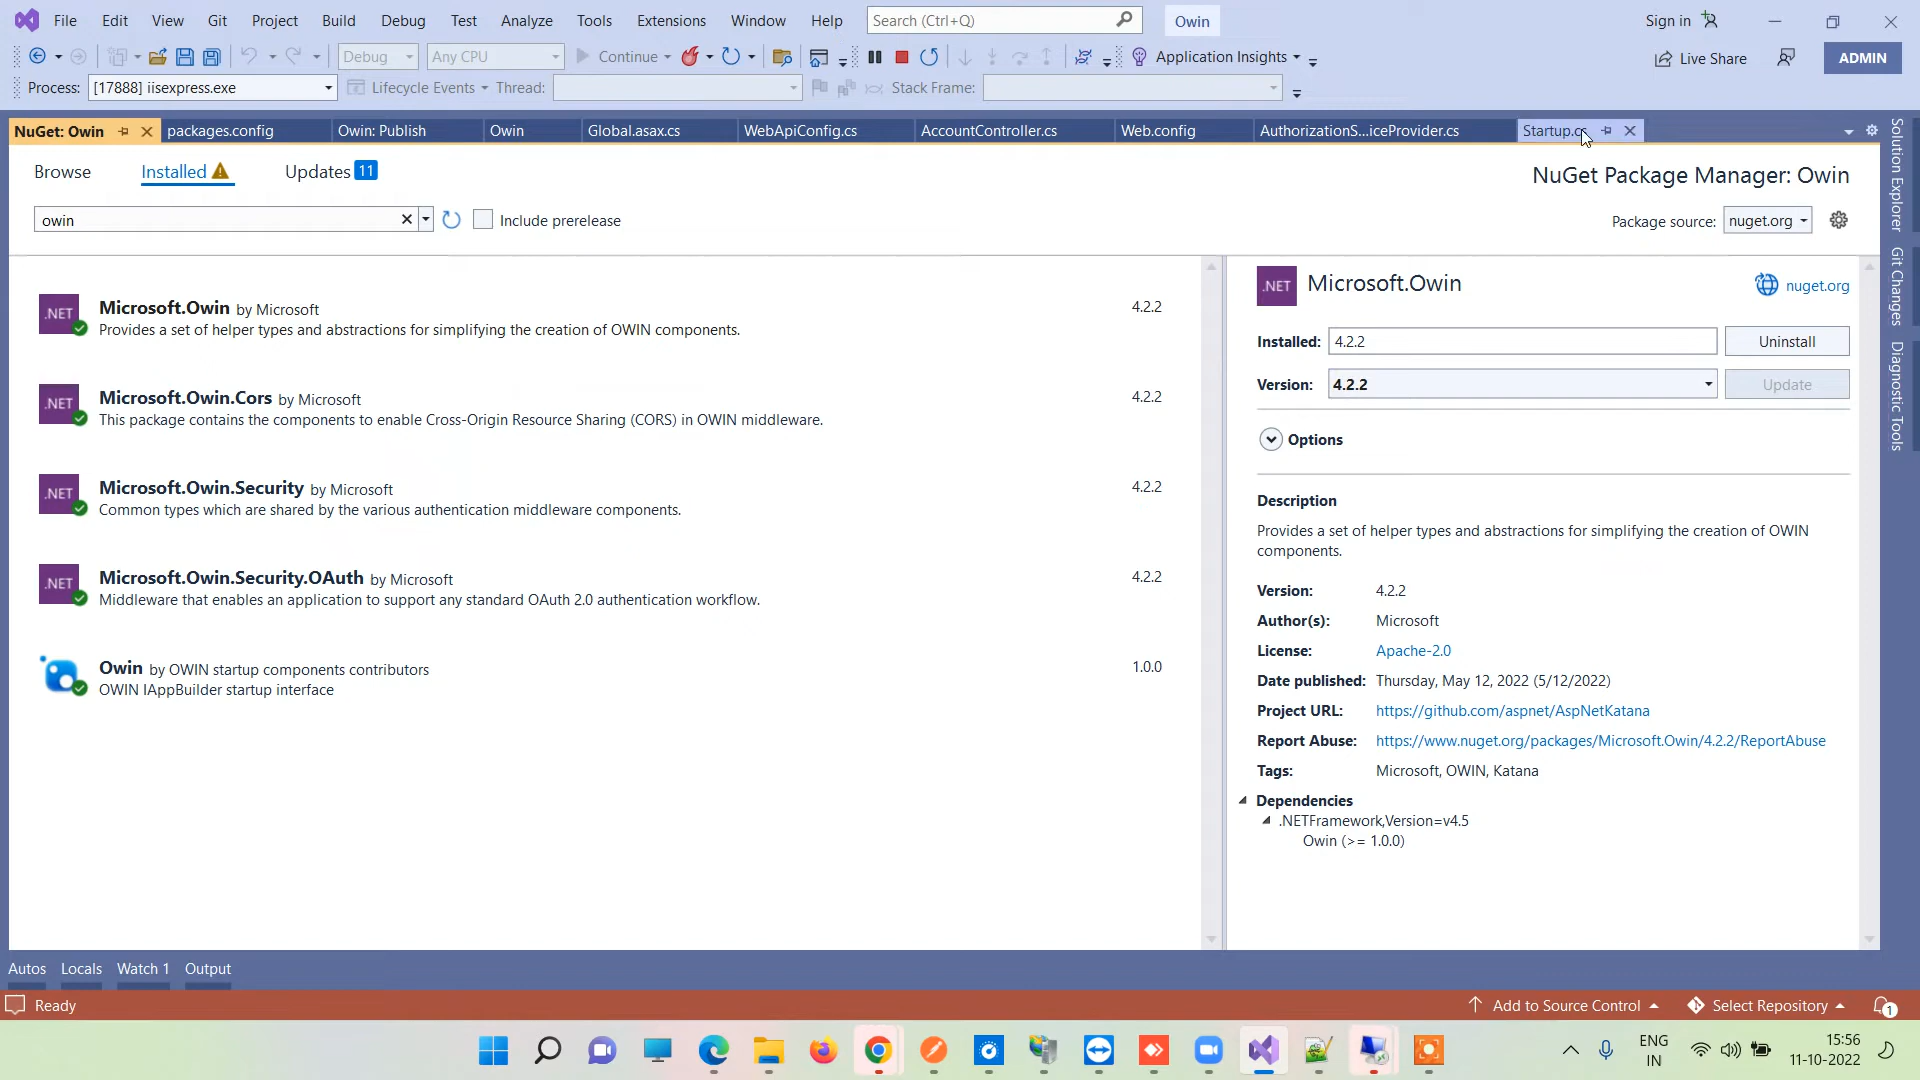 File Edit View Git Project Build Debug Test Analyze Tools Extensions Window Help Search (Ctrl+Q) Owin Sign in
Debug Any CPU Continue Application Insights Live Share ADMIN
Process: [17888] iisexpress.exe Lifecycle Events Thread: Stack Frame:
NuGet: Owin packages.config Owin: Publish Owin Global.asax.cs WebApiConfig.cs AccountController.cs Web.config AuthorizationS...iceProvider.cs Startup.cs
Browse Installed Updates 11 NuGet Package Manager: Owin
owin Include prerelease Package source: nuget.org
.NET Microsoft.Owin by Microsoft 4.2.2
Provides a set of helper types and abstractions for simplifying the creation of OWIN components.
.NET Microsoft.Owin.Cors by Microsoft 4.2.2
This package contains the components to enable Cross-Origin Resource Sharing (CORS) in OWIN middleware.
.NET Microsoft.Owin.Security by Microsoft 4.2.2
Common types which are shared by the various authentication middleware components.
.NET Microsoft.Owin.Security.OAuth by Microsoft 4.2.2
Middleware that enables an application to support any standard OAuth 2.0 authentication workflow.
Owin by OWIN startup components contributors 1.0.0
OWIN IAppBuilder startup interface
.NET Microsoft.Owin nuget.org
Installed: 4.2.2 Uninstall
Version: 4.2.2 Update
Options
Description
Provides a set of helper types and abstractions for simplifying the creation of OWIN
components.
Version: 4.2.2
Author(s): Microsoft
License: Apache-2.0
Date published: Thursday, May 12, 2022 (5/12/2022)
Project URL: https://github.com/aspnet/AspNetKatana
Report Abuse: https://www.nuget.org/packages/Microsoft.Owin/4.2.2/ReportAbuse
Tags: Microsoft, OWIN, Katana
Dependencies
.NETFramework,Version=v4.5
Owin (>= 1.0.0)
Solution Explorer
Git Changes
Diagnostic Tools
Autos Locals Watch 1 Output
Ready Add to Source Control Select Repository 1
ENG 15:56
IN 11-10-2022